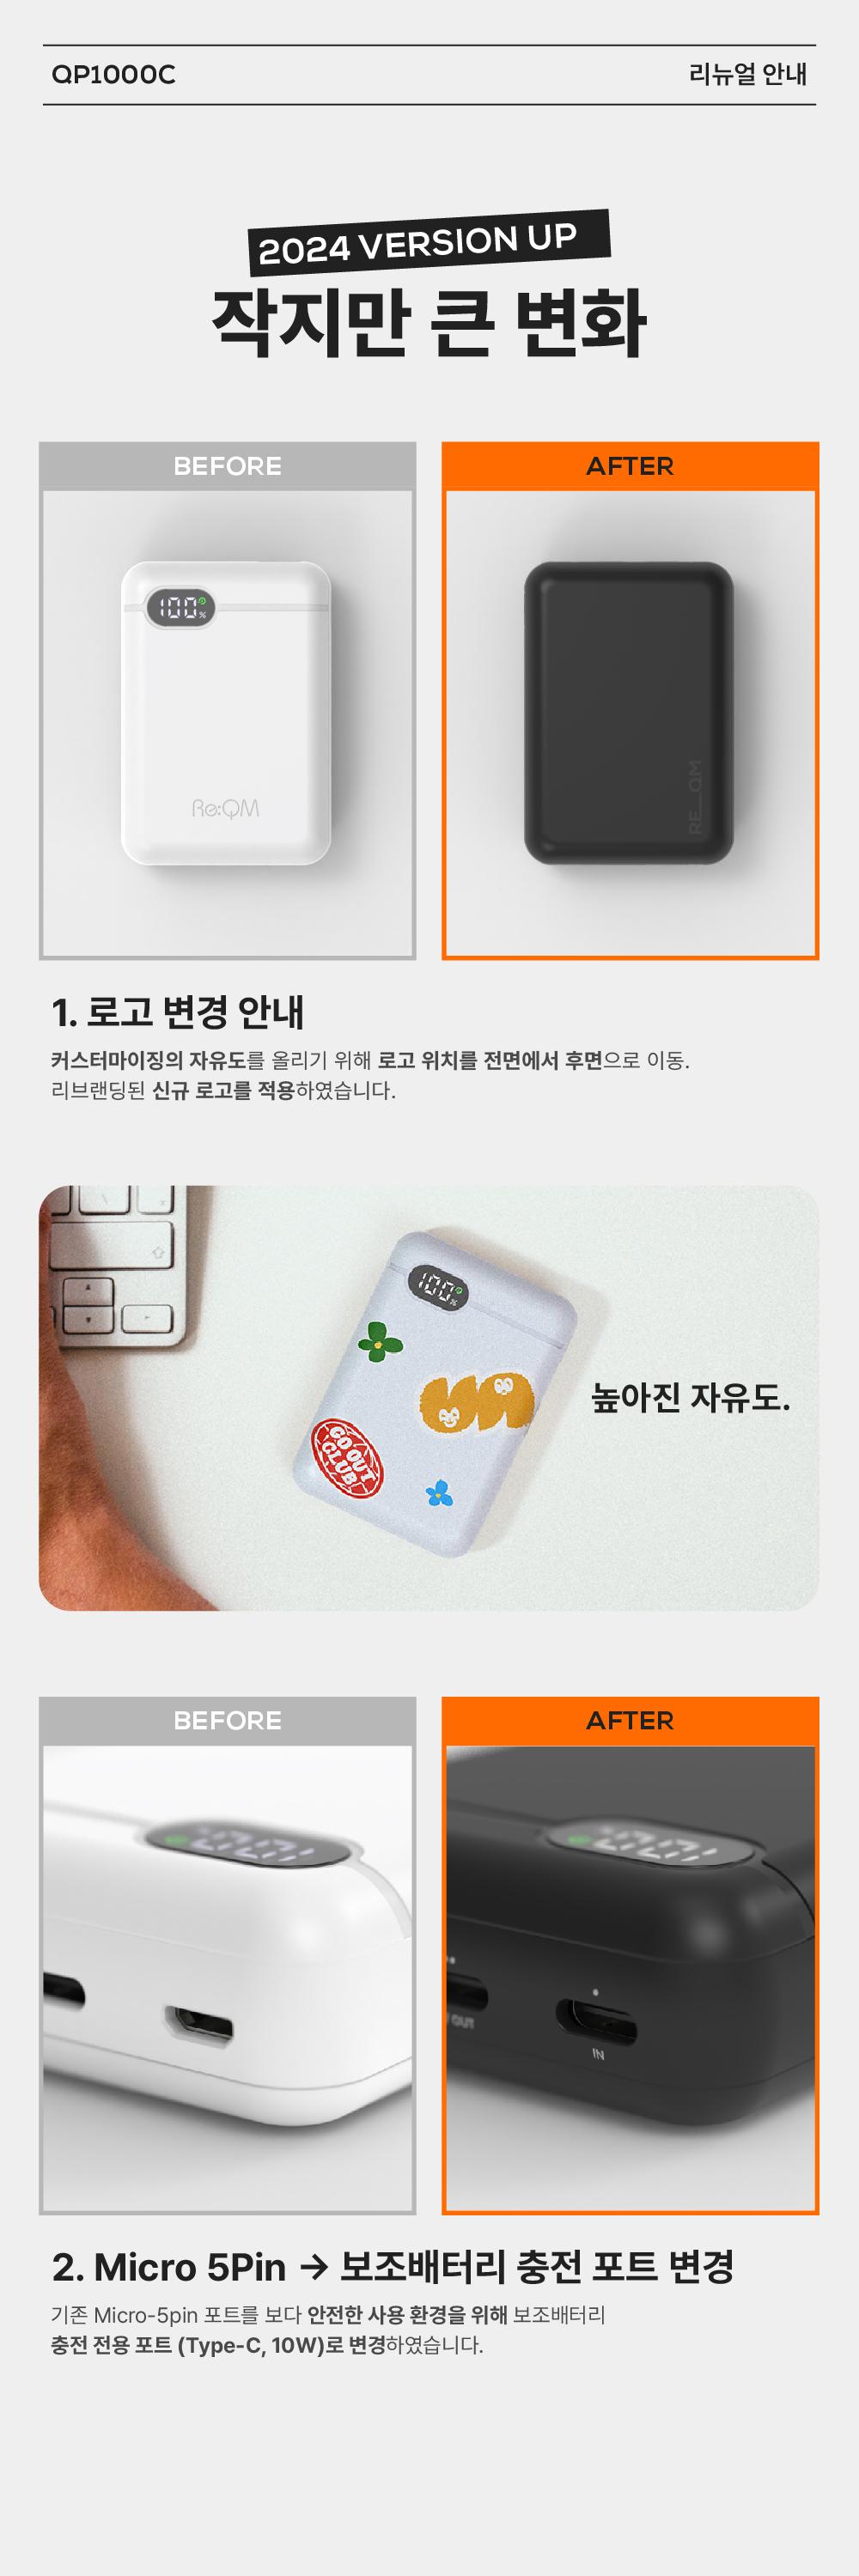 QP1000C
리뉴얼 안내
2024 VERSION UP
작지만 큰 변화
BEFORE
AFTER
100%
Re:QM
RE_QM
1. 로고 변경 안내
커스터마이징의 자유도를 올리기 위해 로고 위치를 전면에서 후면으로 이동.
리브랜딩된 신규 로고를 적용하였습니다.
100%
GO OUT
CLUB
높아진 자유도.
BEFORE
AFTER
OUT
IN
2. Micro 5Pin → 보조배터리 충전 포트 변경
기존 Micro-5pin 포트를 보다 안전한 사용 환경을 위해 보조배터리
충전 전용 포트 (Type-C, 10W)로 변경하였습니다.